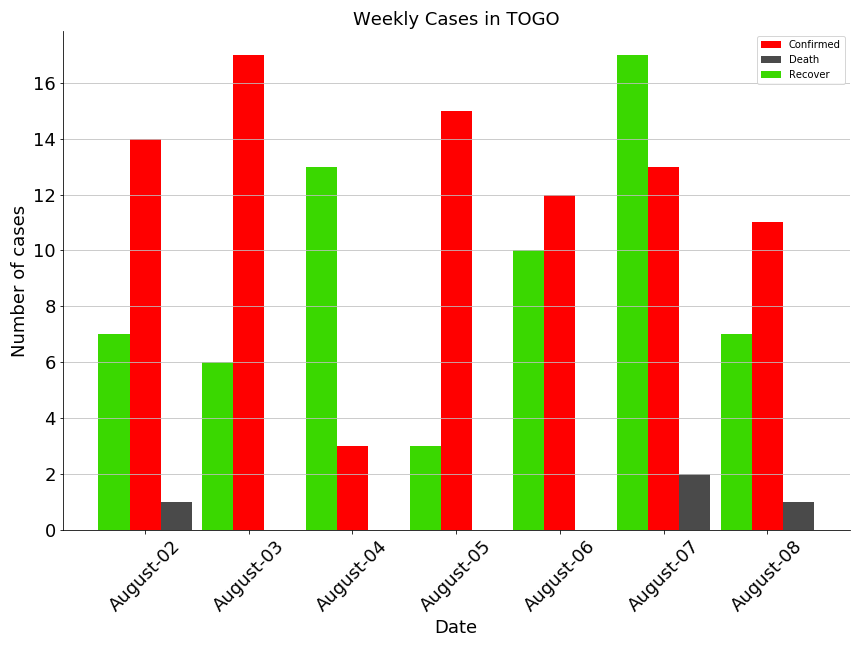 Weekly Cases in TOGO
Confirmed
Death
Recover
Number of cases
16
14
12
10
8
6
4
2
0
August-02
August-03
August-04
August-05
August-06
August-07
August-08
Date